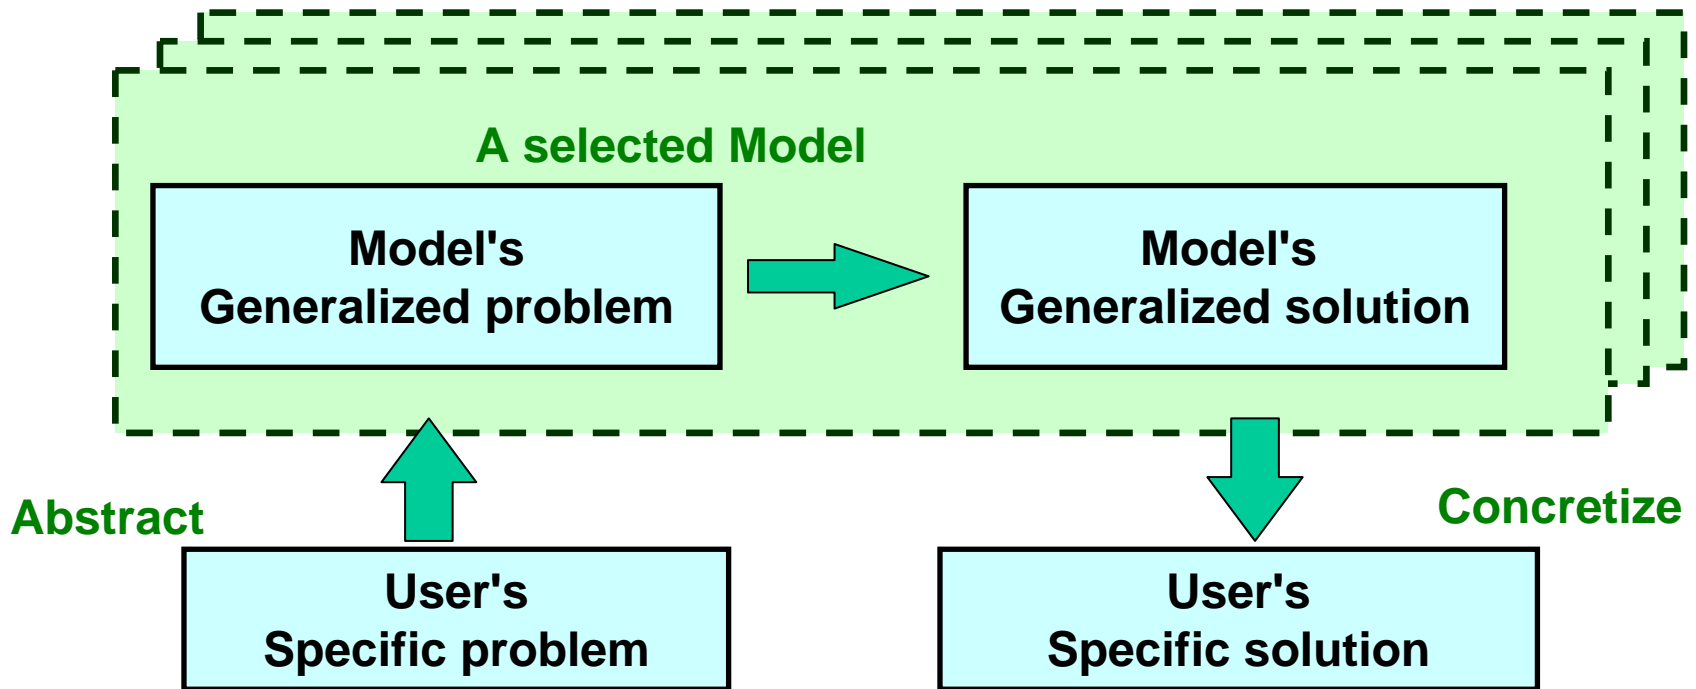 A selected Model
Model's
Generalized problem
Model's
Generalized solution
Abstract
Concretize
User's
Specific problem
User's
Specific solution